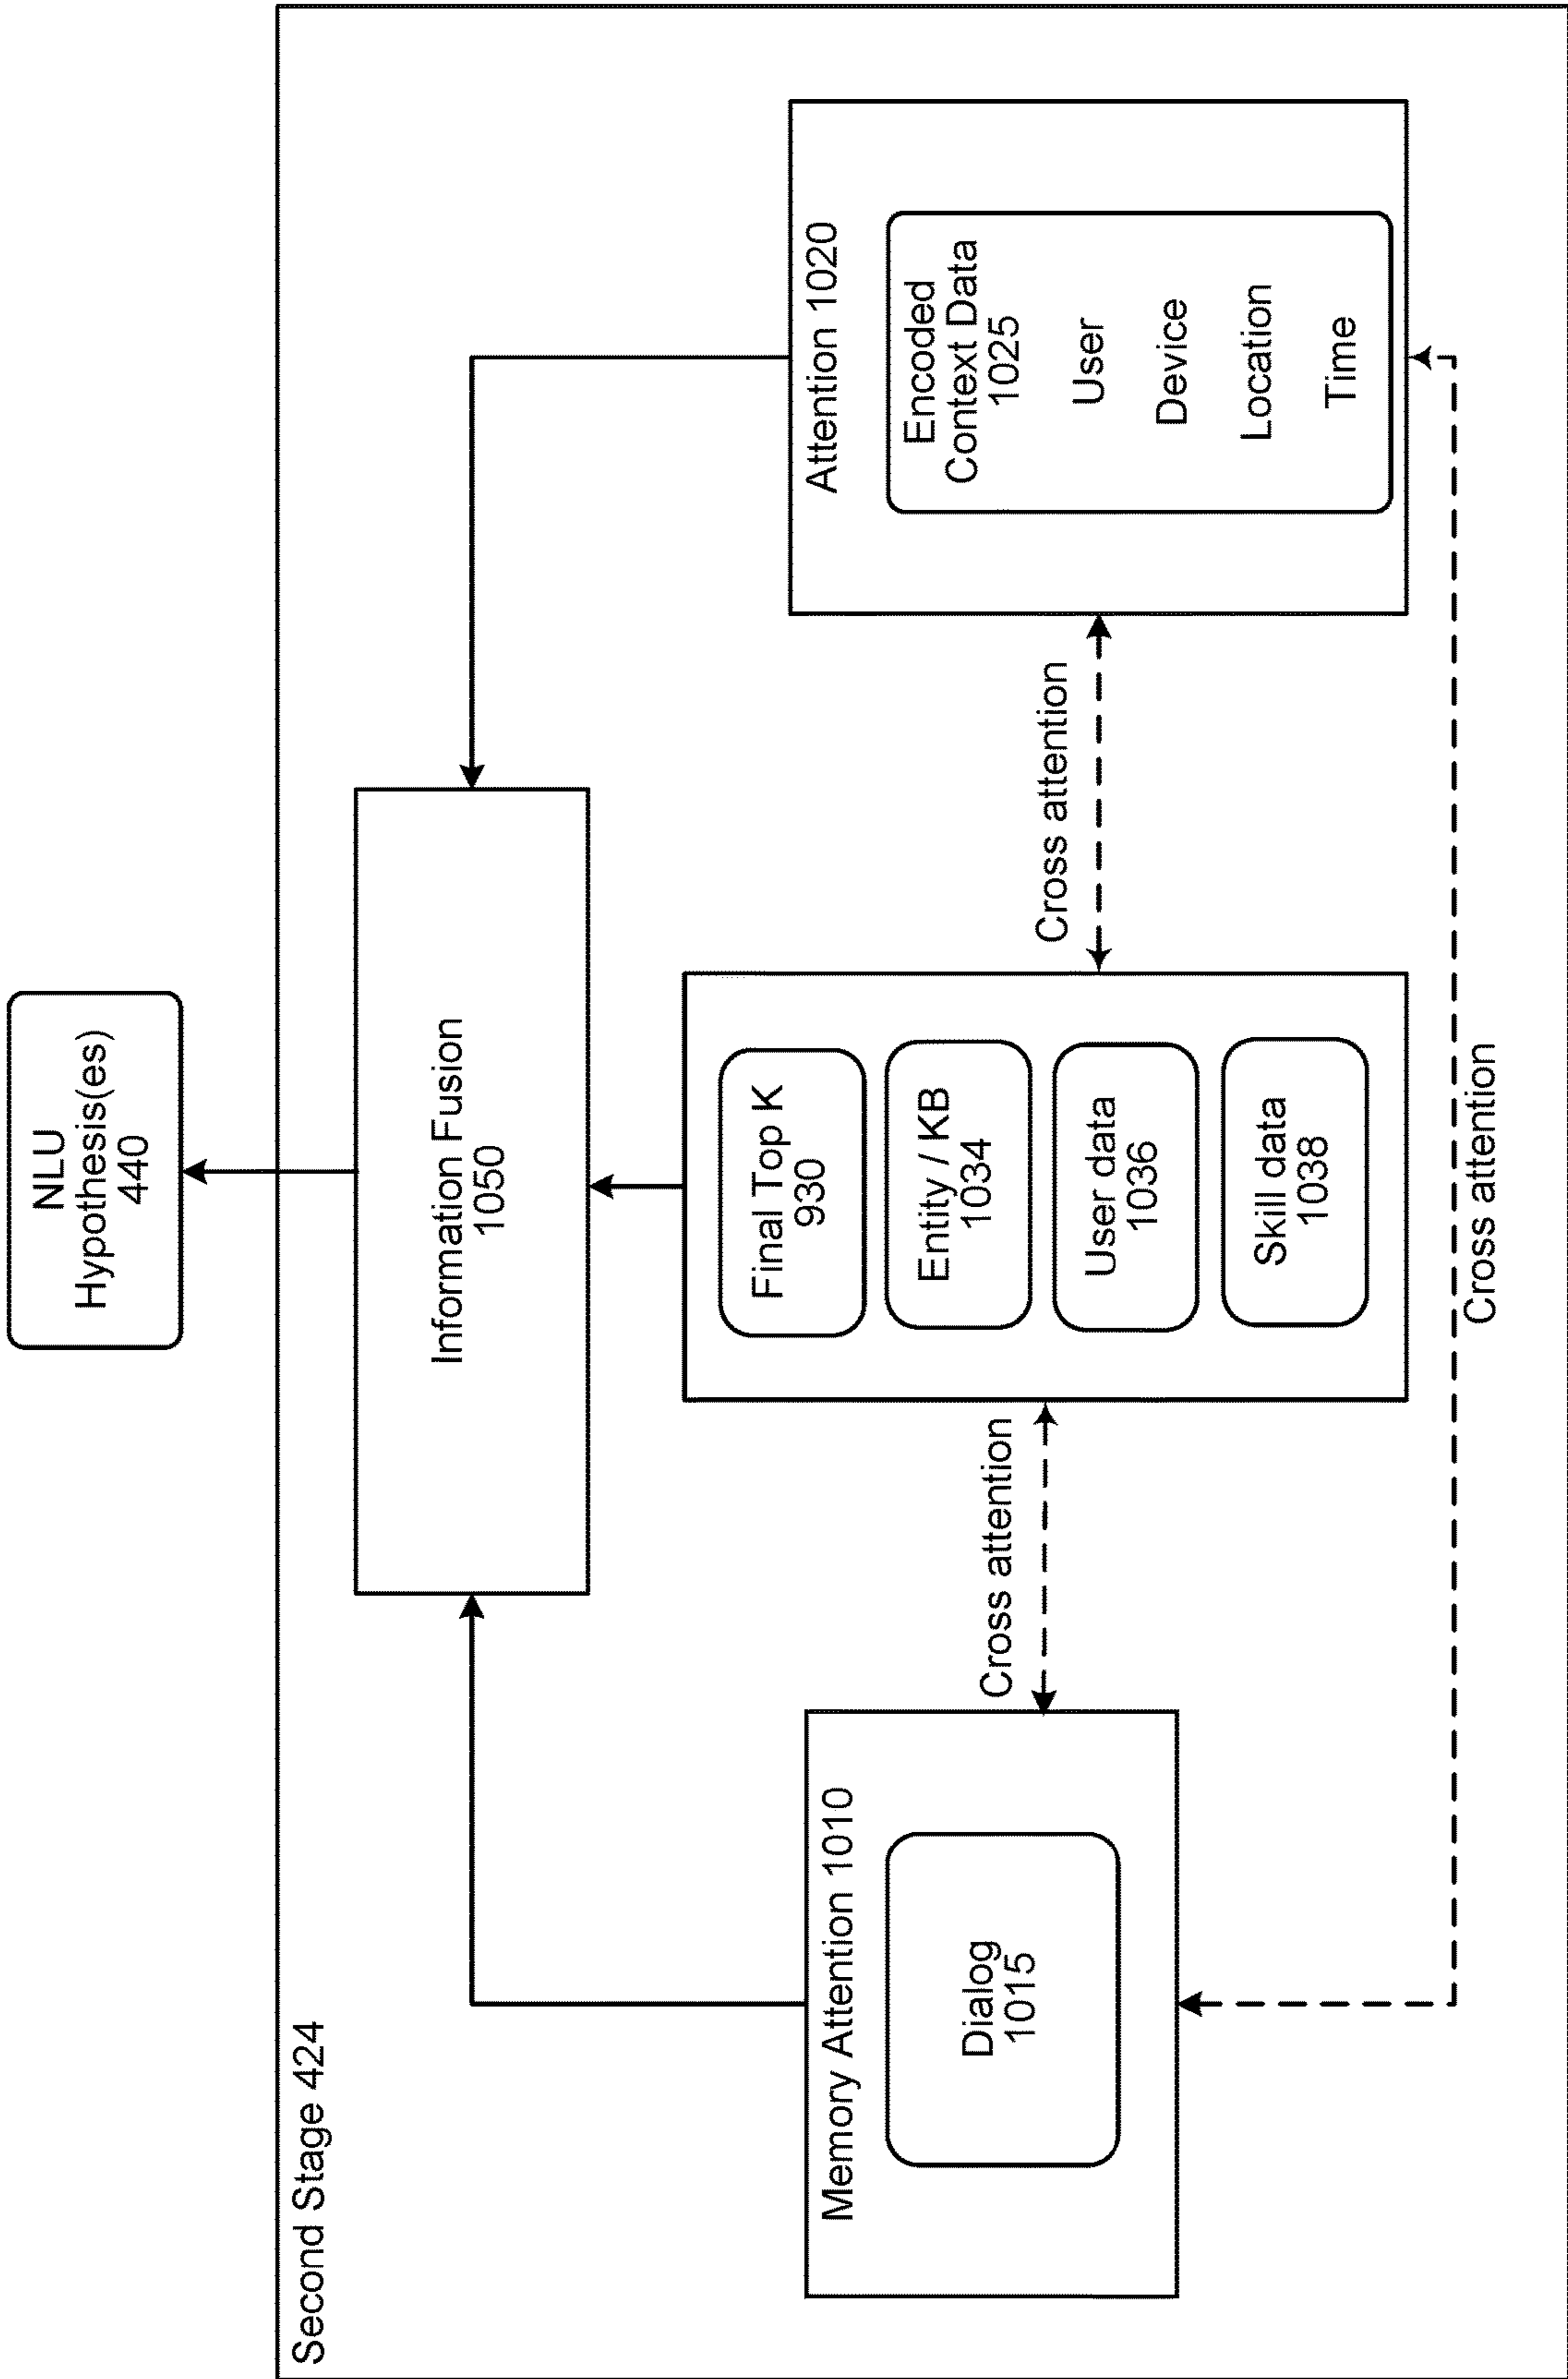 NLU
Hypothesis(es)
440
Second Stage 424
Information Fusion
1050
Memory Attention 1010
Dialog
1015
Cross attention
Final Top K
930
Entity / KB
1034
User data
1036
Skill data
1038
Cross attention
Attention 1020
Encoded
Context Data
1025
User
Device
Location
Time
Cross attention